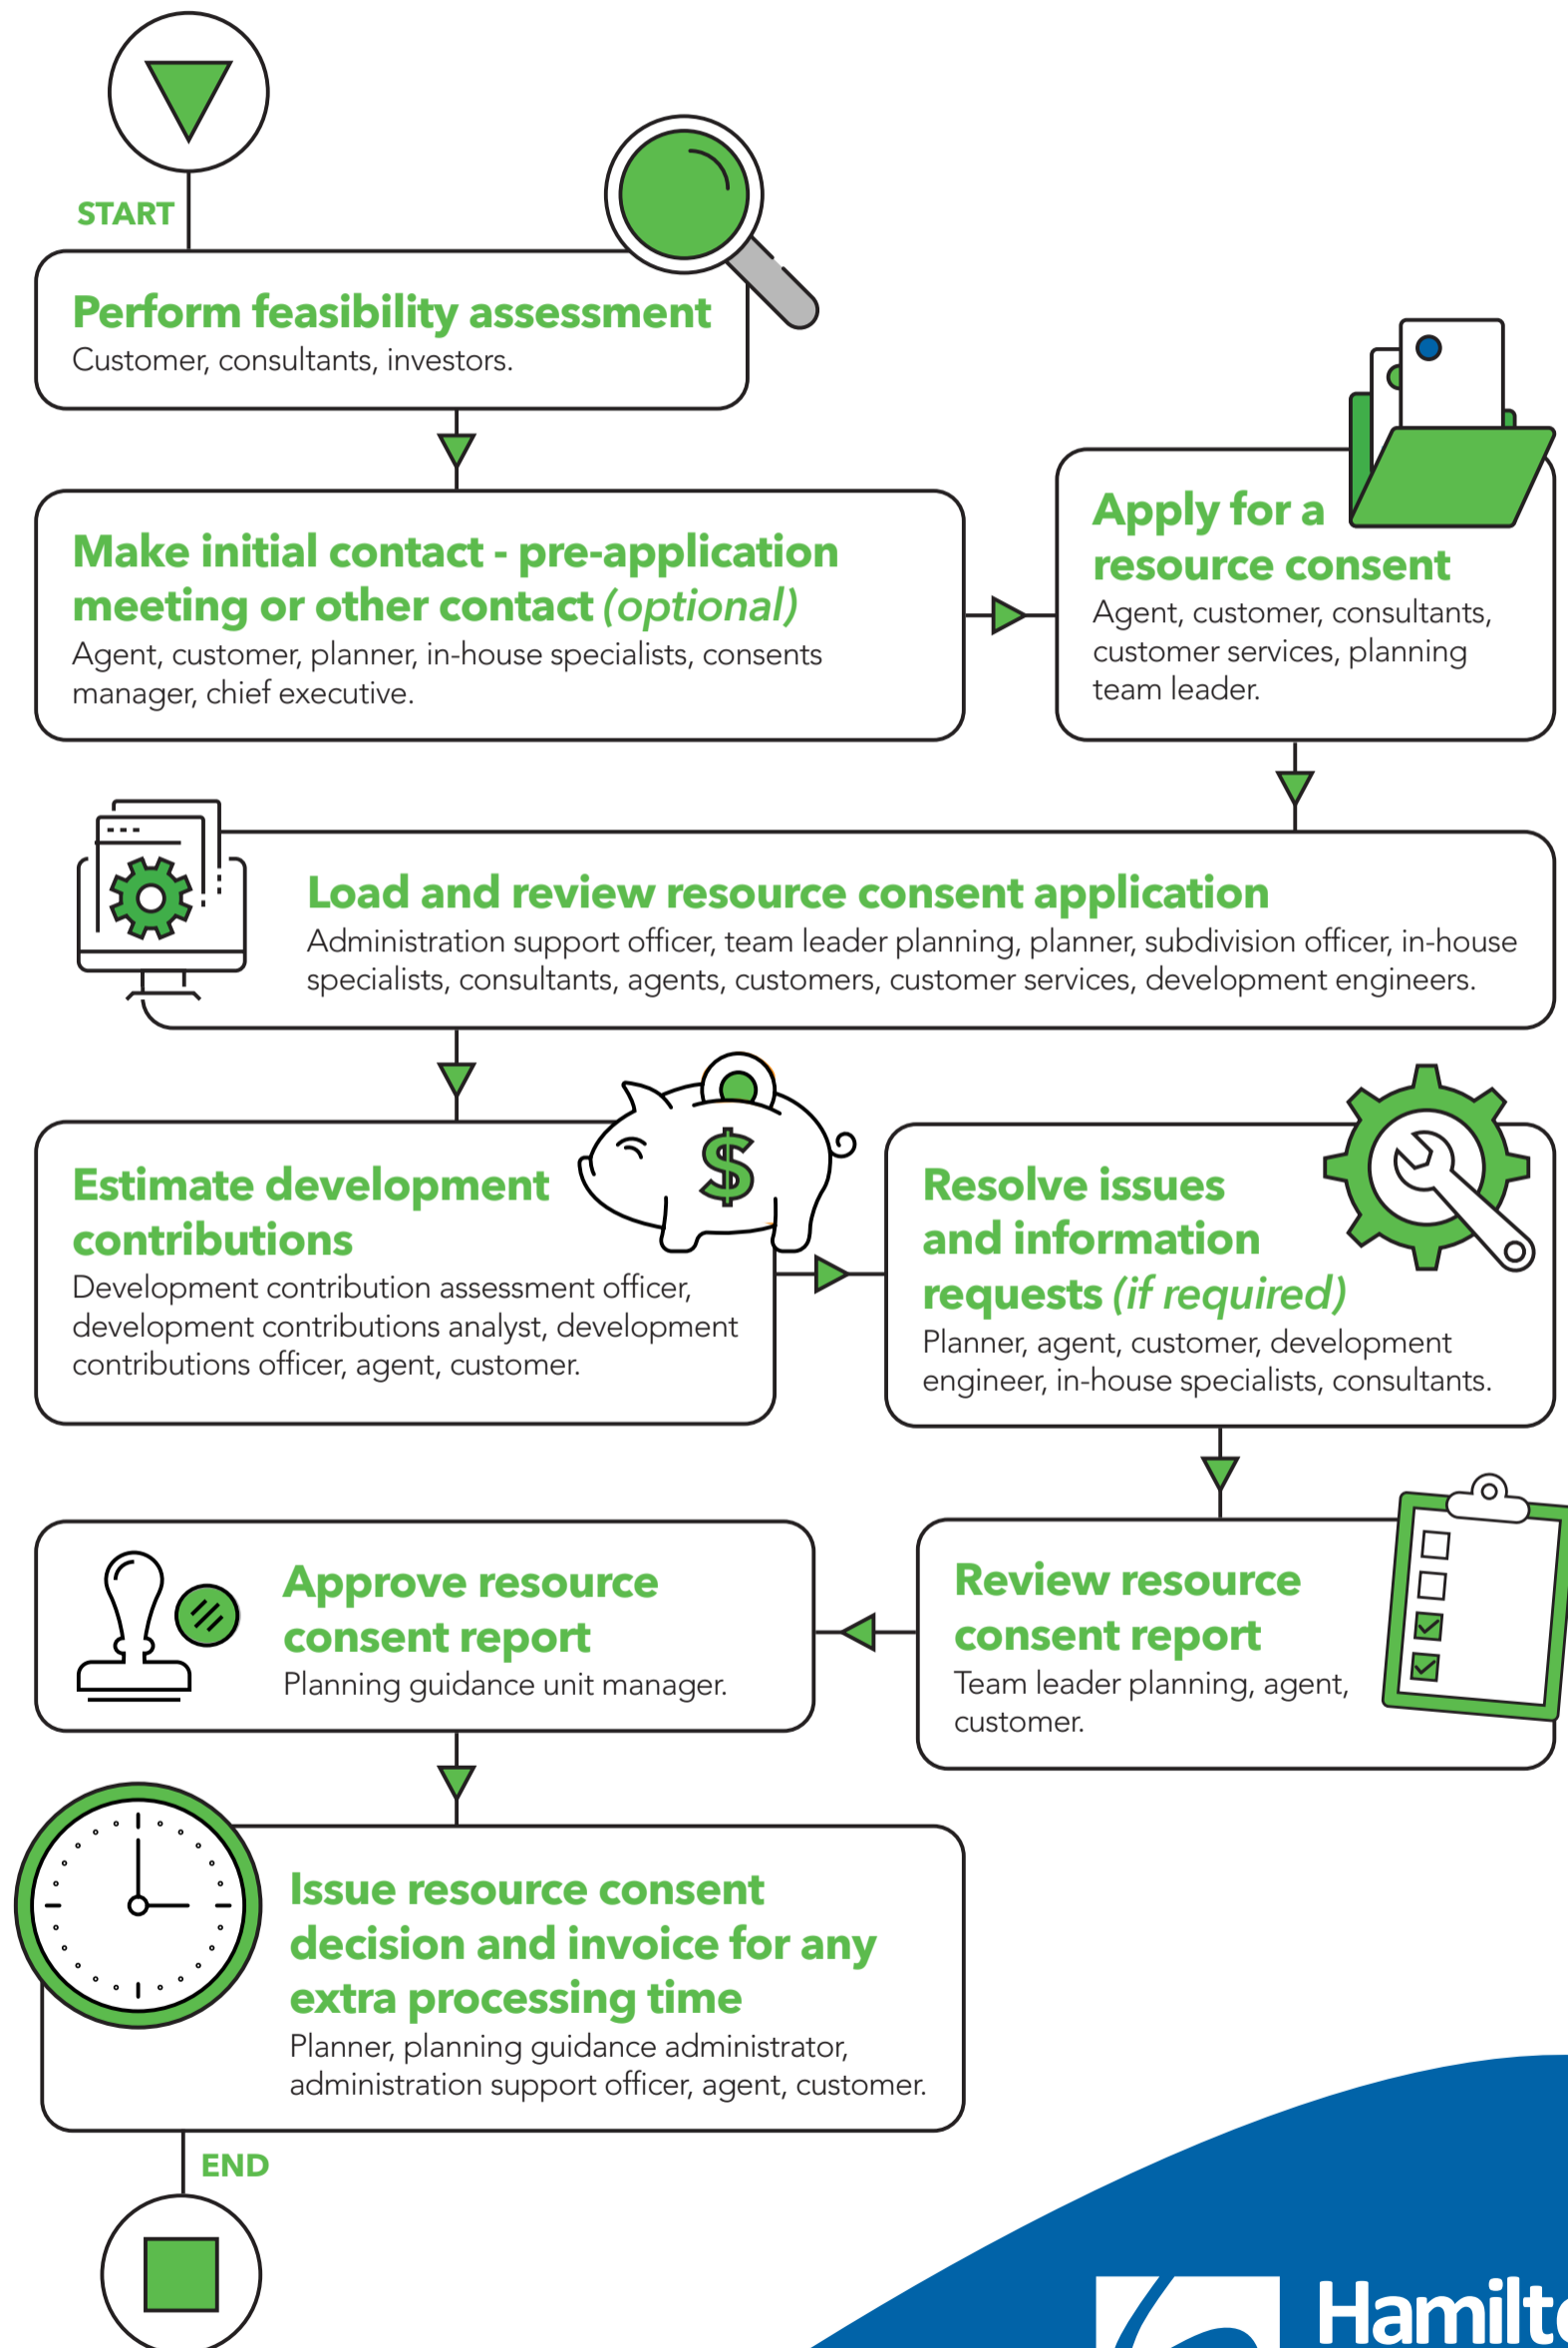 START
Perform feasibility assessment
Customer, consultants, investors.
Make initial contact - pre-application
meeting or other contact (optional)
Agent, customer, planner, in-house specialists, consents
manager, chief executive.
Apply for a
resource consent
Agent, customer, consultants,
customer services, planning
team leader.
Load and review resource consent application
Administration support officer, team leader planning, planner, subdivision officer, in-house
specialists, consultants, agents, customers, customer services, development engineers.
$
Estimate development
contributions
Development contribution assessment officer,
development contributions analyst, development
contributions officer, agent, customer.
Resolve issues
and information
requests (if required)
Planner, agent, customer, development
engineer, in-house specialists, consultants.
Review resource
consent report
Team leader planning, agent,
customer.
Approve resource
consent report
Planning guidance unit manager.
Issue resource consent
decision and invoice for any
extra processing time
Planner, planning guidance administrator,
administration support officer, agent, customer.
END